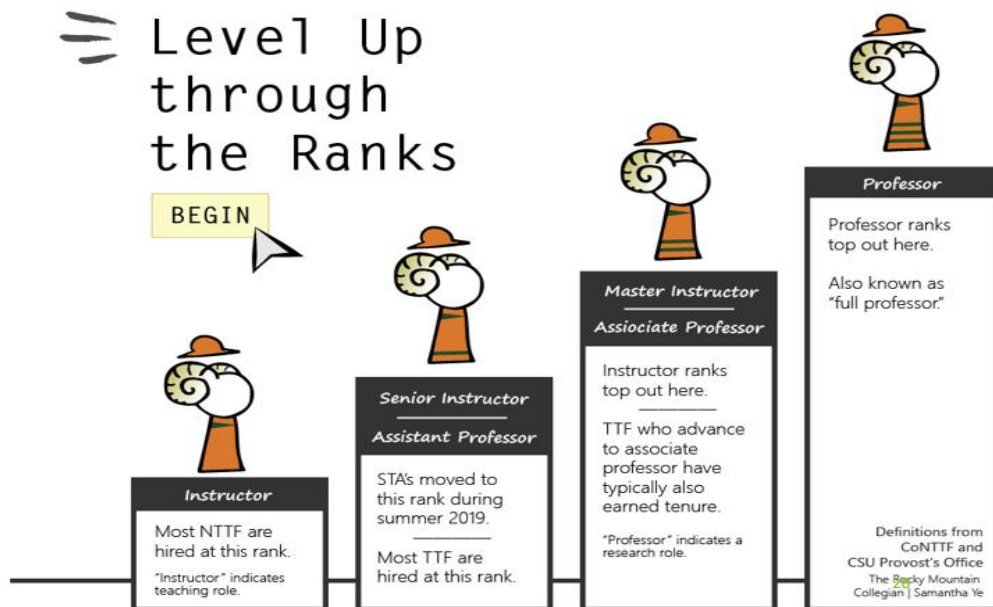 Level Up
through
the Ranks
BEGIN
Instructor
Most NTTF are
hired at this rank.
"Instructor" indicates
teaching role.
Senior Instructor
Assistant Professor
STA's moved to
this rank during
summer 2019.
Most TTF are
hired at this rank.
Master Instructor
Assiociate Professor
Instructor ranks
top out here.
TTF who advance
to associate
professor have
typically also
earned tenure.
"Professor" indicates a
research role.
Professor
Professor ranks
top out here.
Also known as
"full professor."
Definitions from
CoNTTF and
CSU Provost's Office
The Rocky Mountain
Collegian | Samantha Ye